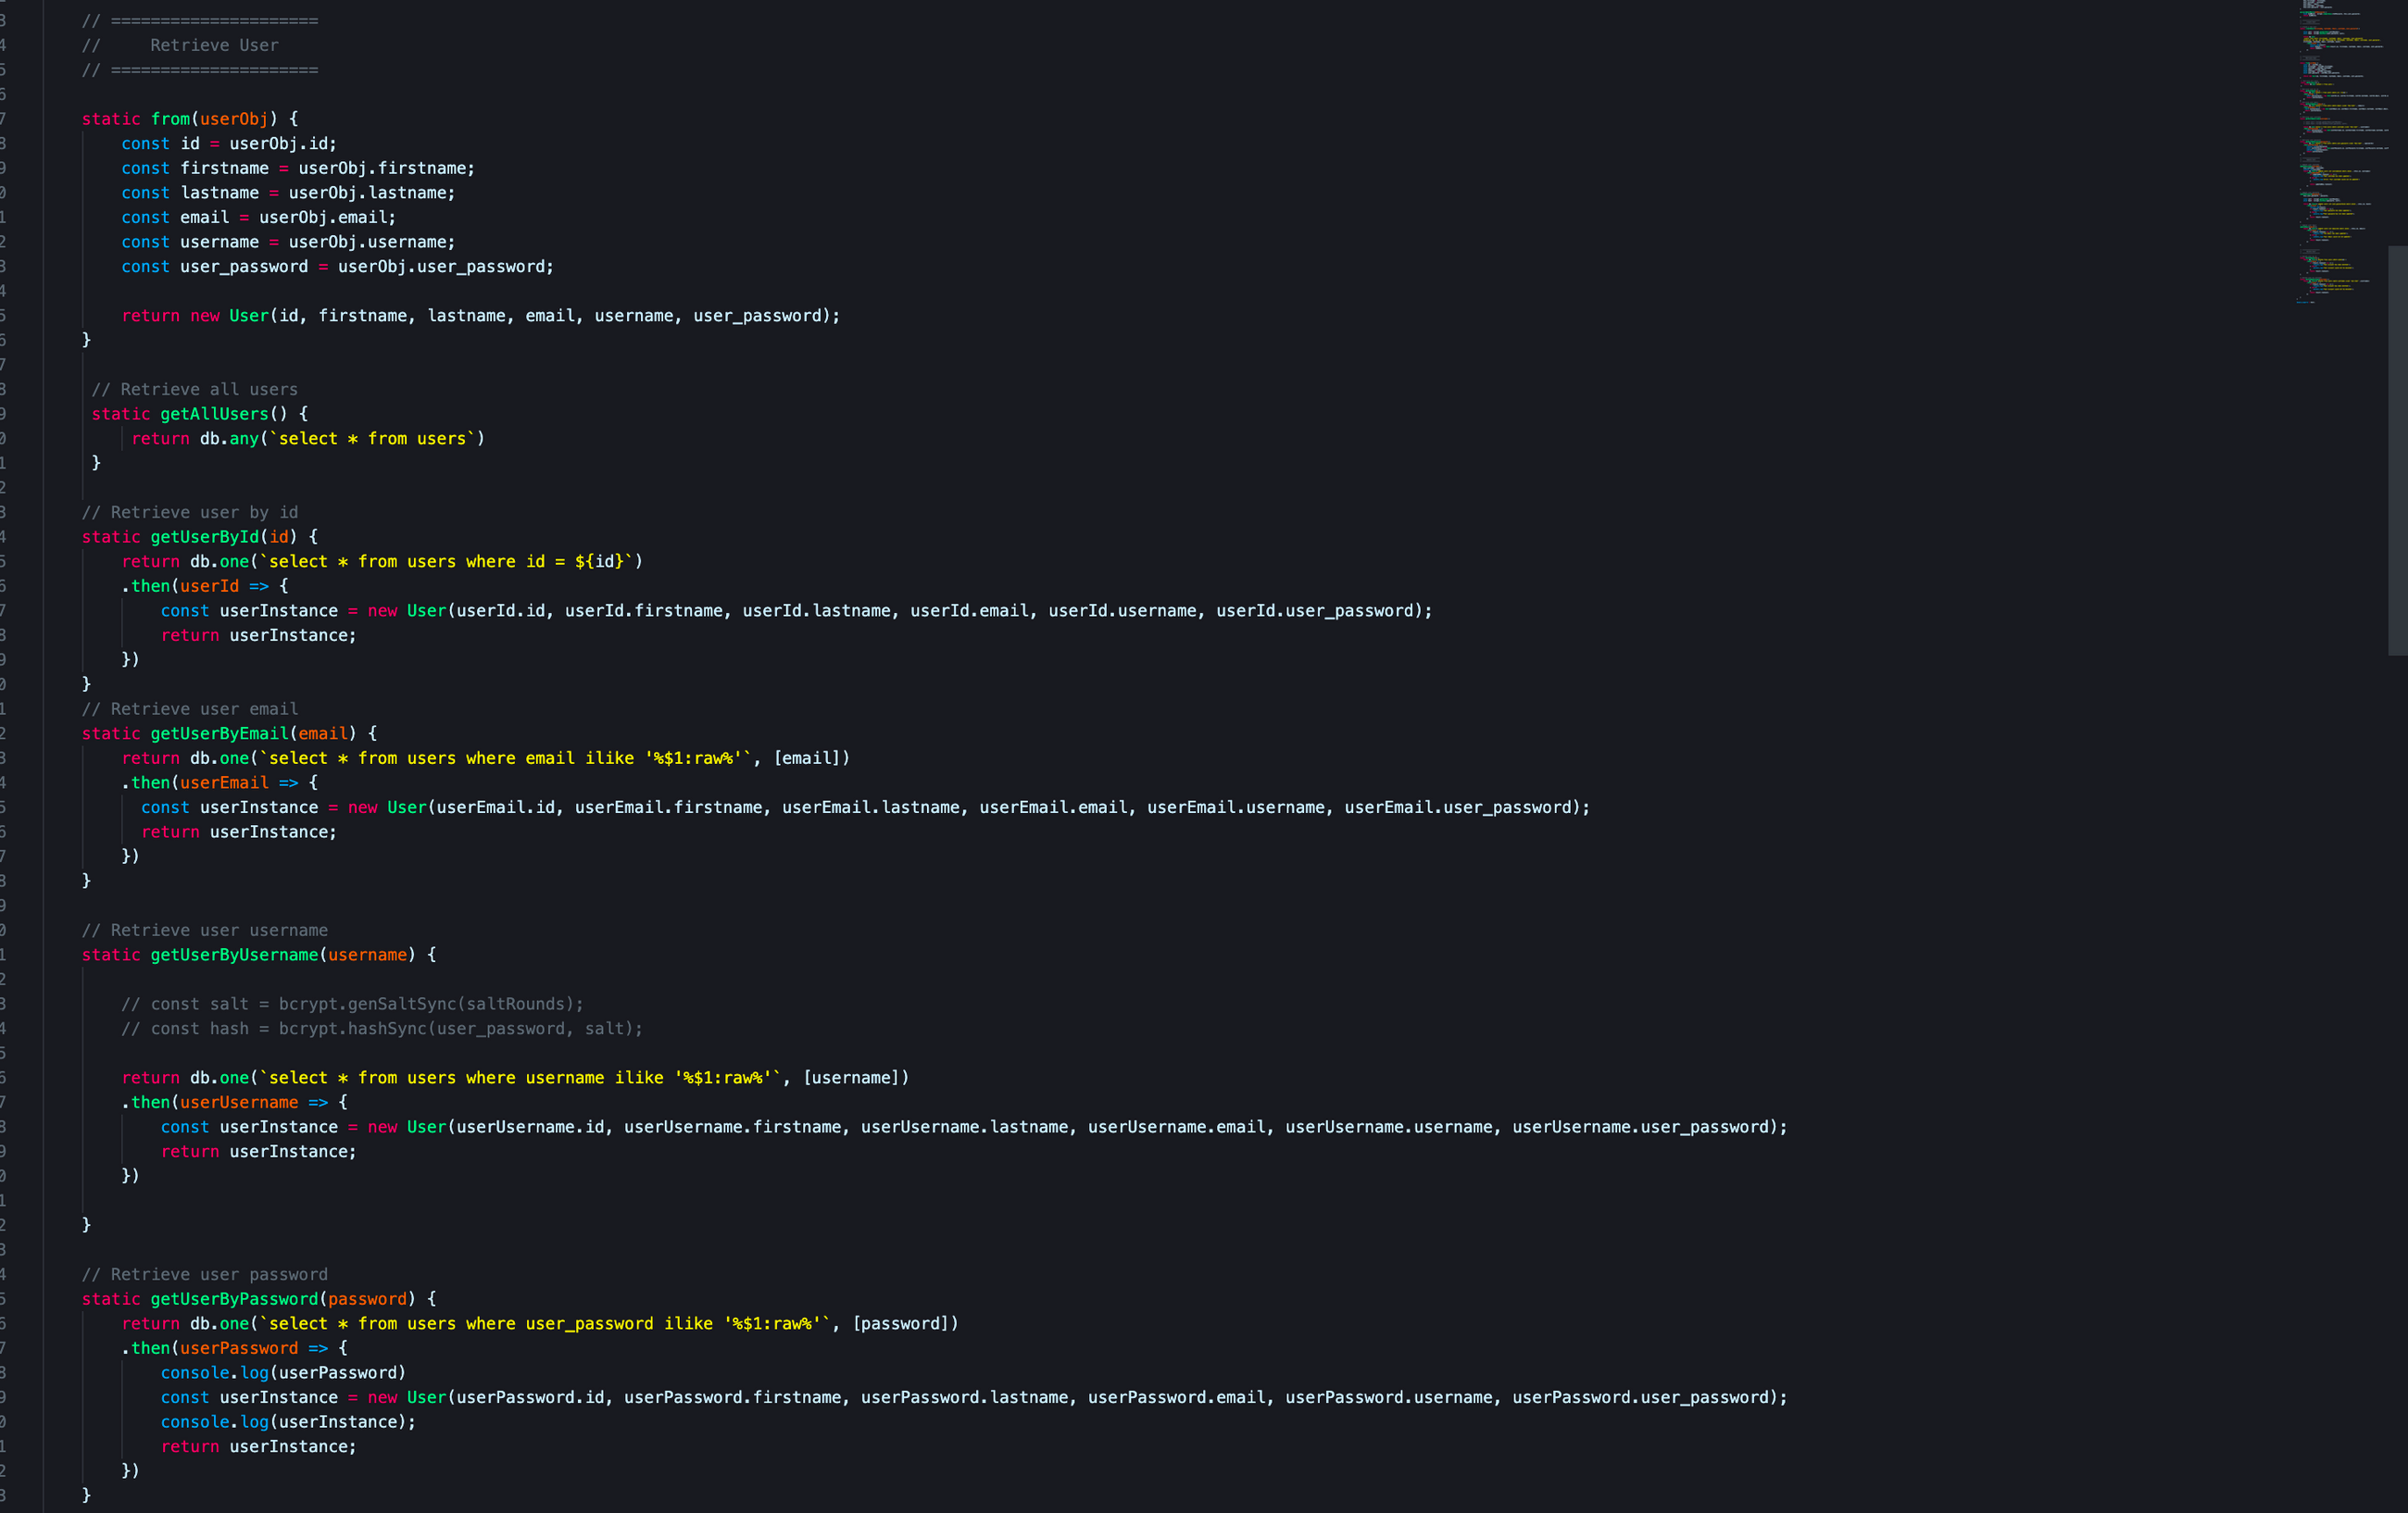 // =====================
//     Retrieve User
// =====================
static from(userObj) {
    const id = userObj.id;
    const firstname = userObj.firstname;
    const lastname = userObj.lastname;
    const email = userObj.email;
    const username = userObj.username;
    const user_password = userObj.user_password;
    return new User(id, firstname, lastname, email, username, user_password);
}
// Retrieve all users
static getAllUsers() {
    return db.any(`select * from users`)
}
// Retrieve user by id
static getUserById(id) {
    return db.one(`select * from users where id = ${id}`)
    .then(userId => {
        const userInstance = new User(userId.id, userId.firstname, userId.lastname, userId.email, userId.username, userId.user_password);
        return userInstance;
    })
}
// Retrieve user email
static getUserByEmail(email) {
    return db.one(`select * from users where email ilike '%$1:raw%'`, [email])
    .then(userEmail => {
      const userInstance = new User(userEmail.id, userEmail.firstname, userEmail.lastname, userEmail.email, userEmail.username, userEmail.user_password);
      return userInstance;
    })
}
// Retrieve user username
static getUserByUsername(username) {
    // const salt = bcrypt.genSaltSync(saltRounds);
    // const hash = bcrypt.hashSync(user_password, salt);
    return db.one(`select * from users where username ilike '%$1:raw%'`, [username])
    .then(userUsername => {
        const userInstance = new User(userUsername.id, userUsername.firstname, userUsername.lastname, userUsername.email, userUsername.username, userUsername.user_password);
        return userInstance;
    })
}
// Retrieve user password
static getUserByPassword(password) {
    return db.one(`select * from users where user_password ilike '%$1:raw%'`, [password])
    .then(userPassword => {
        console.log(userPassword)
        const userInstance = new User(userPassword.id, userPassword.firstname, userPassword.lastname, userPassword.email, userPassword.username, userPassword.user_password);
        console.log(userInstance);
        return userInstance;
    })
}